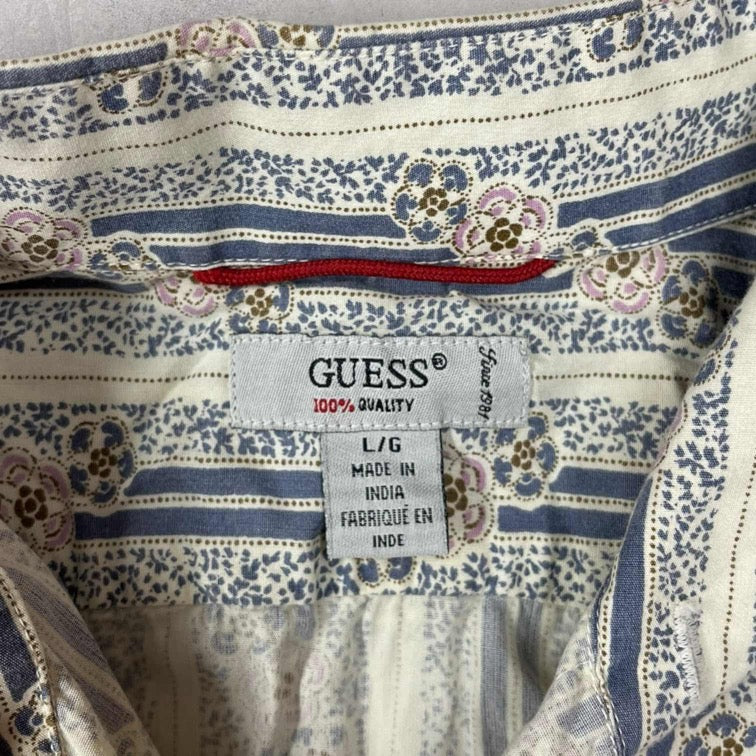 GUESS®
100% QUALITY
Since 1981
L/G
MADE IN
INDIA
FABRIQUÉ EN
INDE